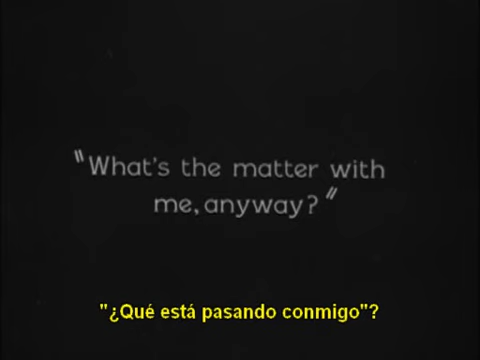 "What's the matter with
me, anyway?"
"¿Qué está pasando conmigo"?